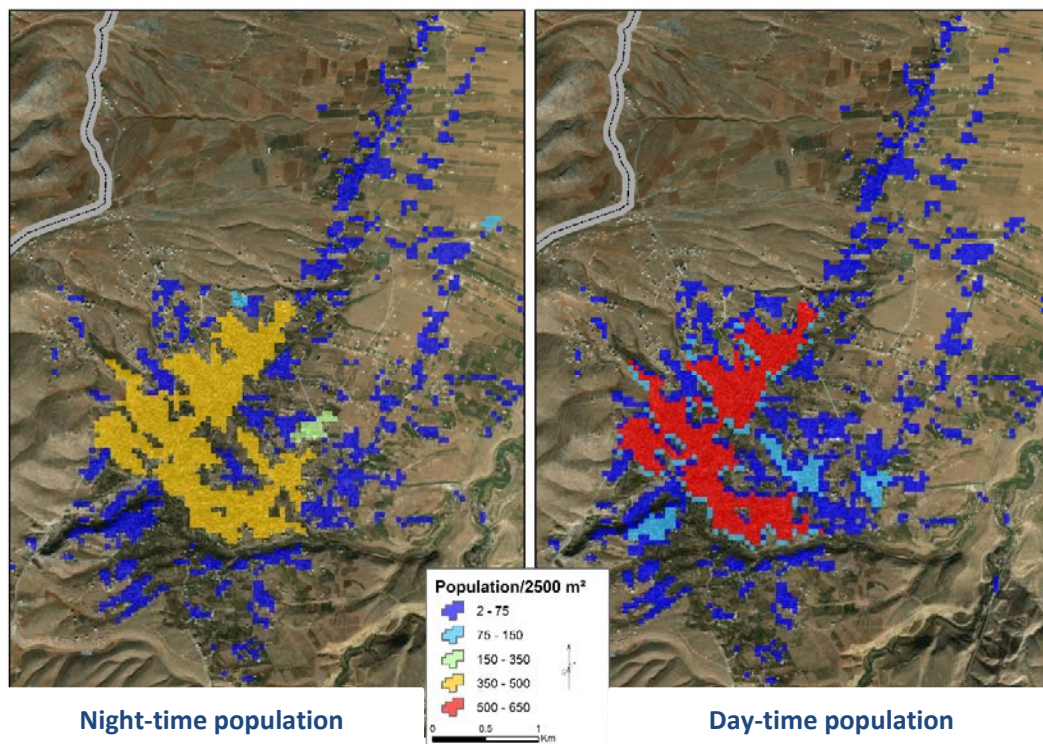 Population/2500 m²
2 - 75
75 - 150
150 - 350
350 - 500
500 - 650
0 0.5 1
Km
Night-time population
Day-time population